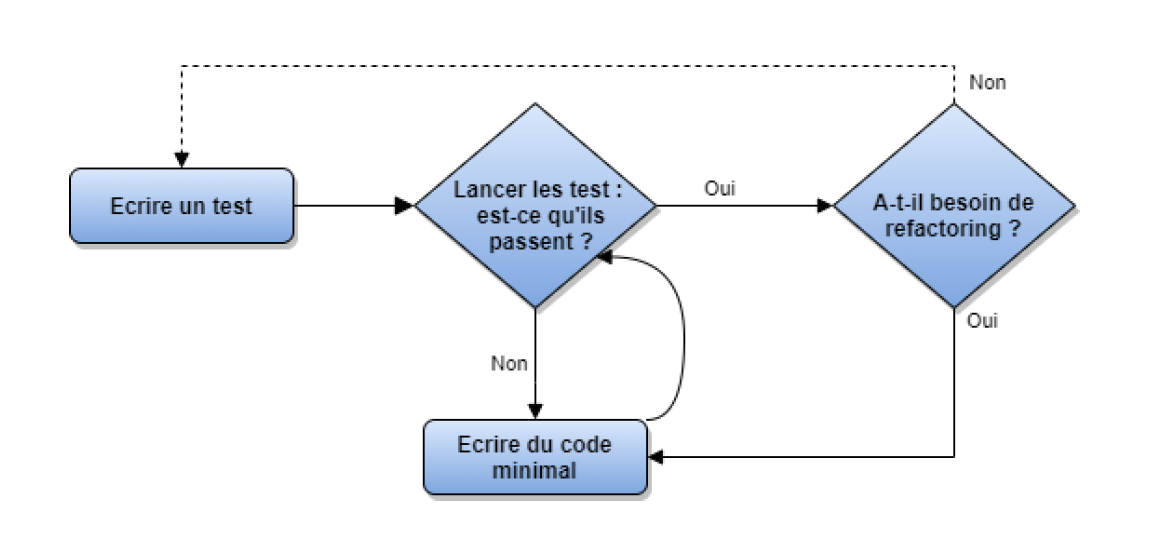 Non
Ecrire un test
Lancer les test :
est-ce qu'ils
passent ?
Oui
A-t-il besoin de
refactoring ?
Oui
Non
Ecrire du code
minimal